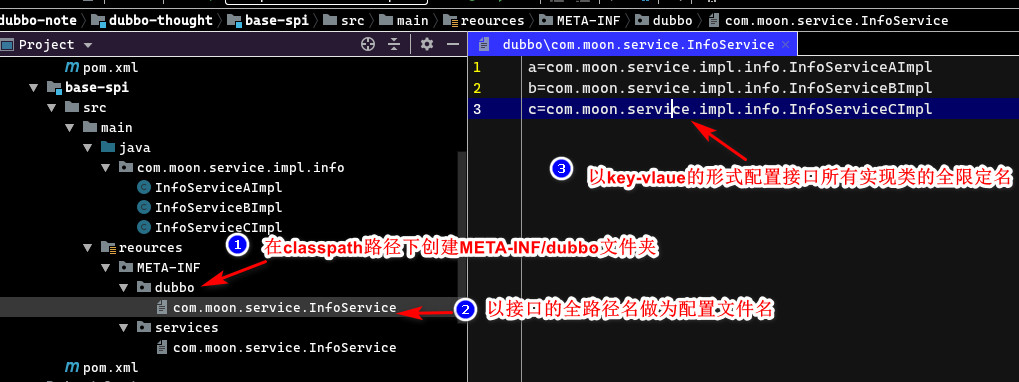 dubbo-note dubbo-thought base-spi src main reources META-INF dubbo com.moon.service.InfoService
Project
dubbo\com.moon.service.InfoService
pom.xml
base-spi
src
main
java
com.moon.service.impl.info
InfoServiceAImpl
InfoServiceBImpl
InfoServiceCImpl
reources
META-INF
dubbo
com.moon.service.InfoService
services
com.moon.service.InfoService
pom.xml
1 a=com.moon.service.impl.info.InfoServiceAImpl
2 b=com.moon.service.impl.info.InfoServiceBImpl
3 c=com.moon.service.impl.info.InfoServiceCImpl
1 在classpath路径下创建META-INF/dubbo文件夹
2 以接口的全路径名做为配置文件名
3 以key-vlaue的形式配置接口所有实现类的全限定名